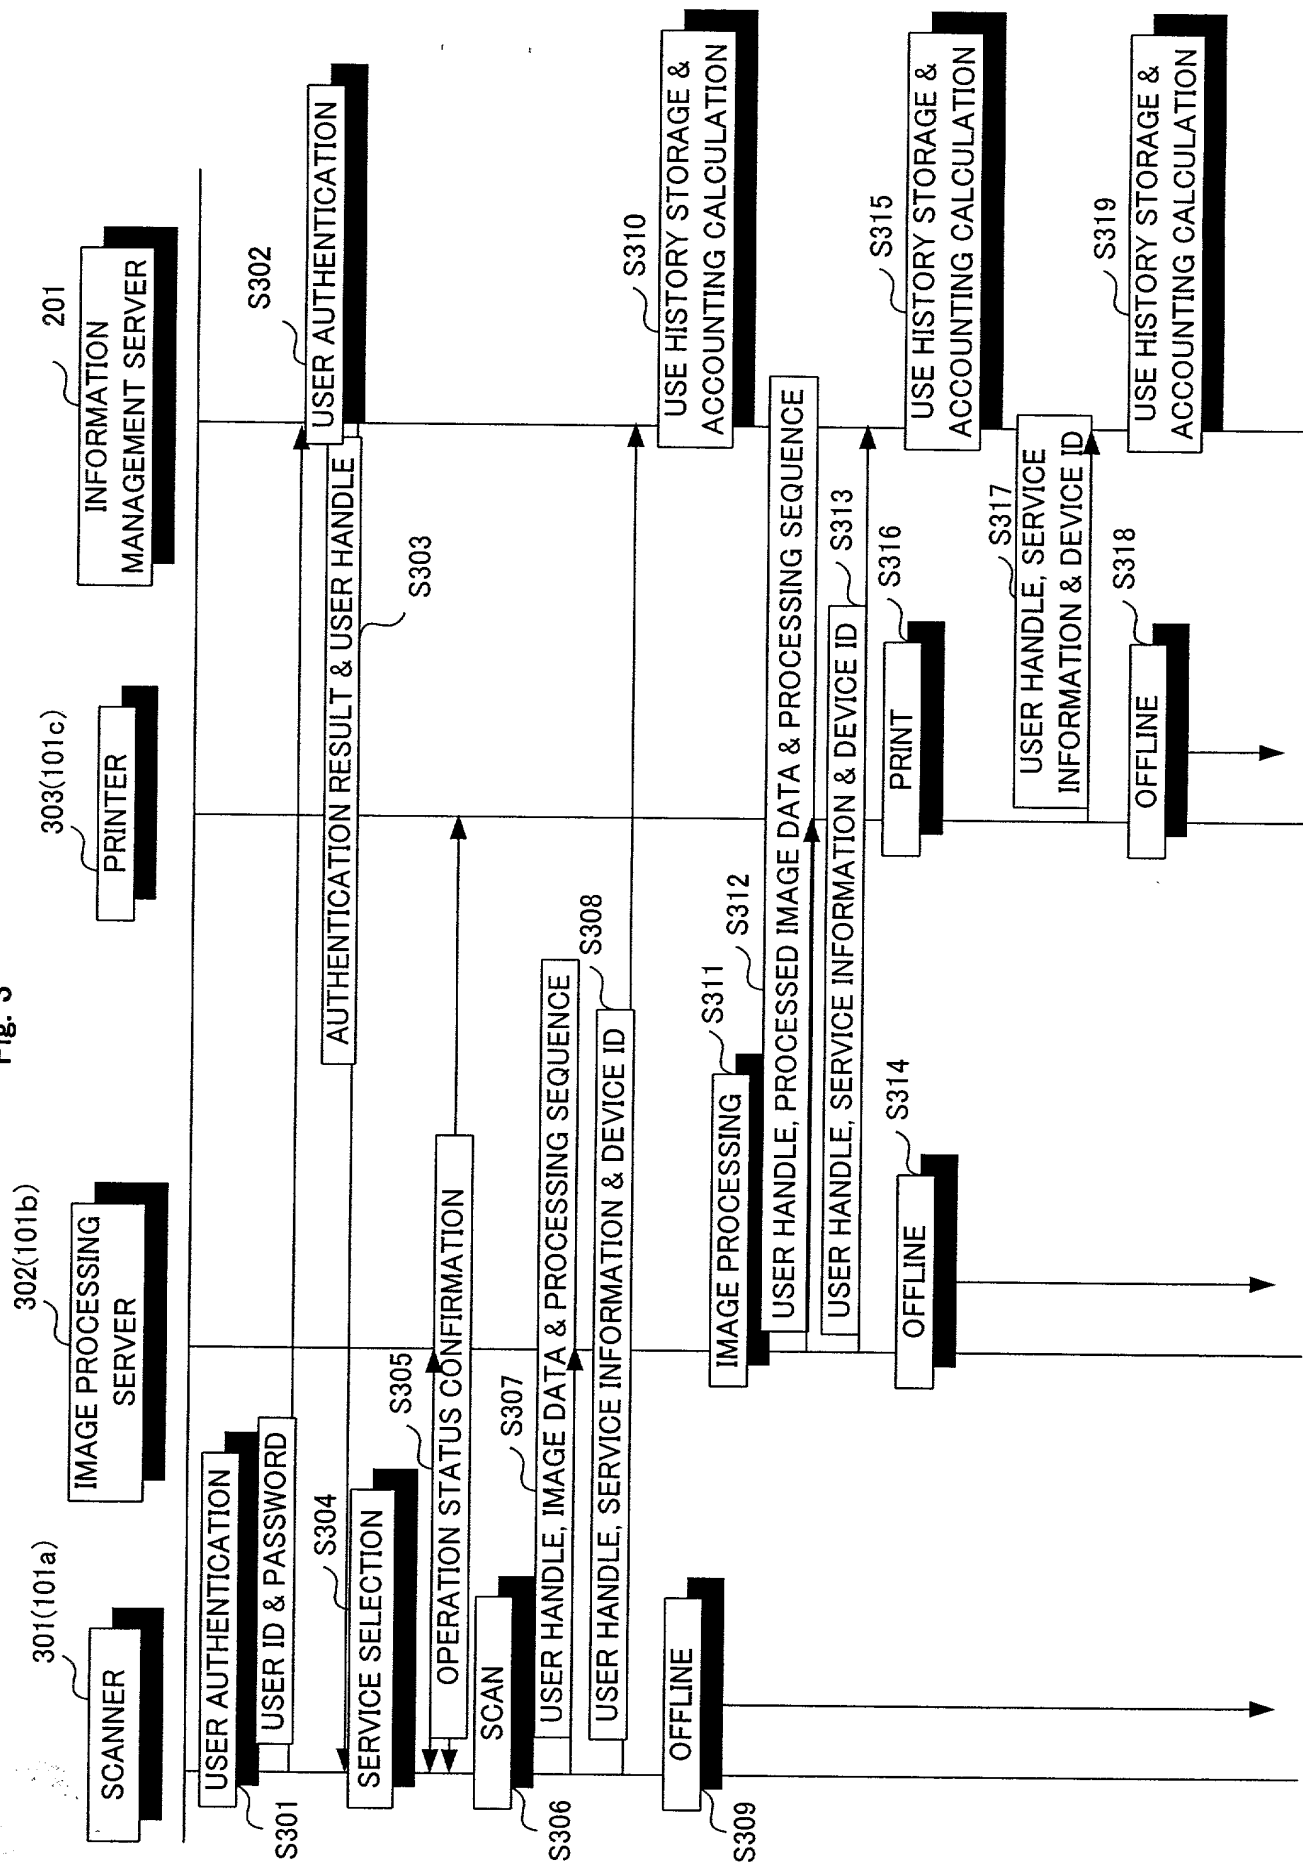 Fig. 3
301(101a)
SCANNER
302(101b)
IMAGE PROCESSING
SERVER
303(101c)
PRINTER
201
INFORMATION
MANAGEMENT SERVER
USER AUTHENTICATION
S301
USER ID & PASSWORD
S302
USER AUTHENTICATION
AUTHENTICATION RESULT & USER HANDLE
S303
S304
SERVICE SELECTION
S305
OPERATION STATUS CONFIRMATION
SCAN
S306
S307
USER HANDLE, IMAGE DATA & PROCESSING SEQUENCE
S308
USER HANDLE, SERVICE INFORMATION & DEVICE ID
OFFLINE
S309
S310
USE HISTORY STORAGE &
ACCOUNTING CALCULATION
S311
IMAGE PROCESSING
S312
USER HANDLE, PROCESSED IMAGE DATA & PROCESSING SEQUENCE
S313
USER HANDLE, SERVICE INFORMATION & DEVICE ID
S314
OFFLINE
S315
USE HISTORY STORAGE &
ACCOUNTING CALCULATION
S316
PRINT
S317
USER HANDLE, SERVICE
INFORMATION & DEVICE ID
S318
OFFLINE
S319
USE HISTORY STORAGE &
ACCOUNTING CALCULATION